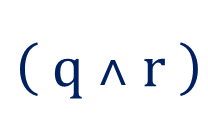 ( q ∧ r )